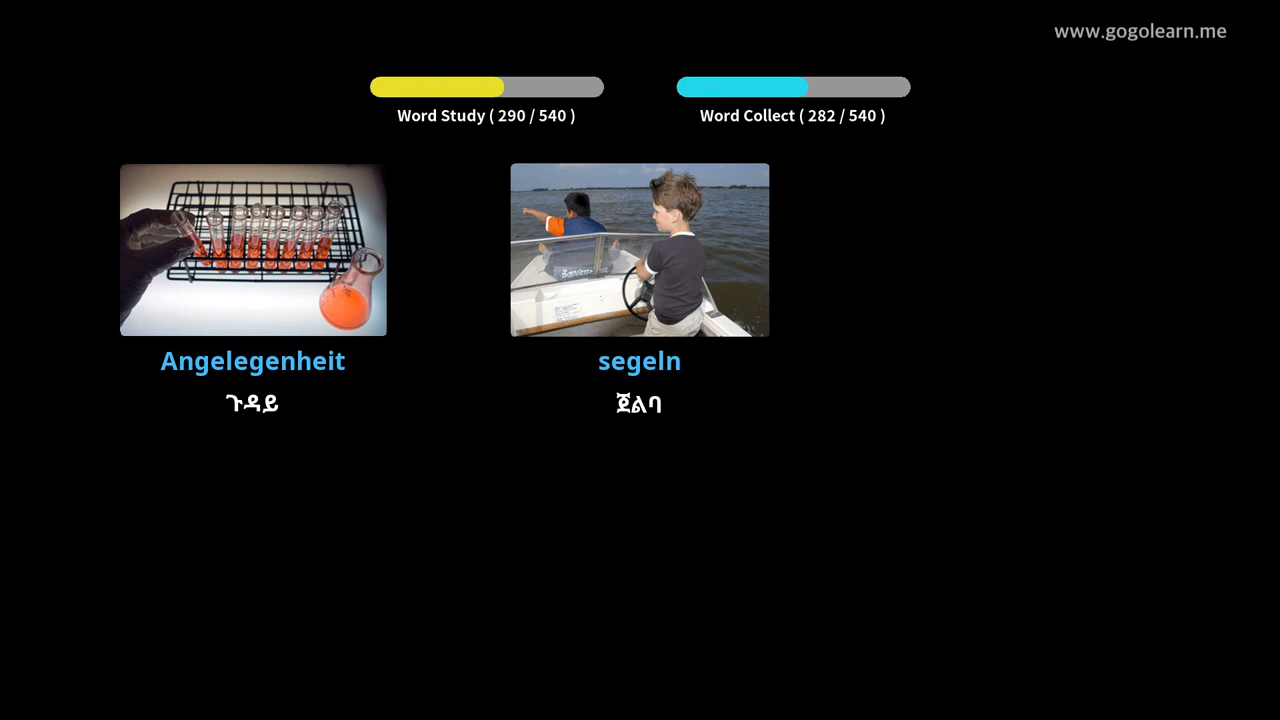 www.gogolearn.me
Word Study ( 290 / 540 )
Word Collect ( 282 / 540 )
Angelegenheit
segeln
ጉዳይ
ጀልባ